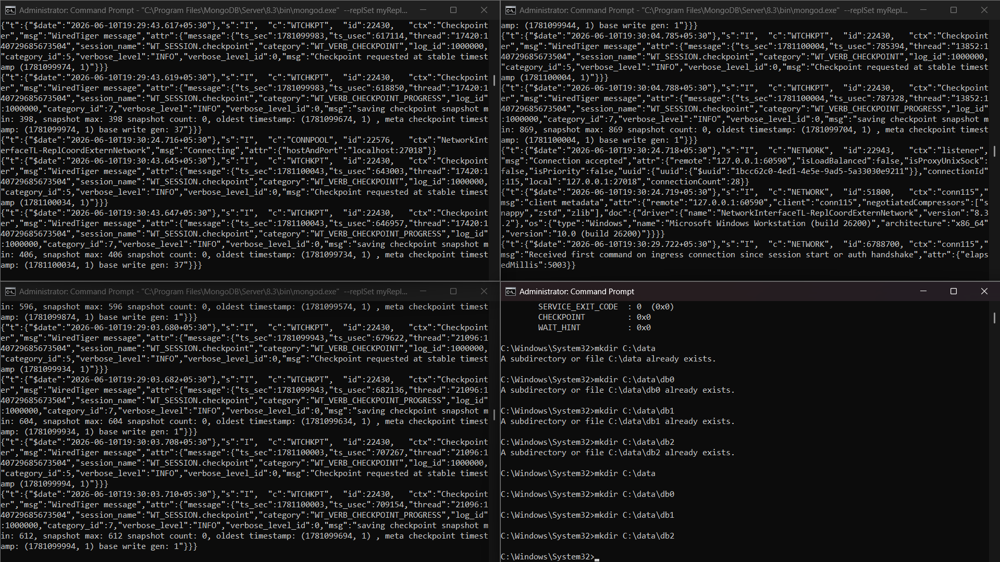 Administrator: Command Prompt - "C:\Program Files\MongoDB\Server\8.3\bin\mongod.exe"  --replSet myRepl...
{"t":{"$date":"2026-06-10T19:29:43.617+05:30"},"s":"I",  "c":"WTCHKPT",  "id":22430,   "ctx":"Checkpoint
er","msg":"WiredTiger message","attr":{"message":{"ts_sec":1781099983,"ts_usec":617114,"thread":"17420:1
40729685673504","session_name":"WT_SESSION.checkpoint","category":"WT_VERB_CHECKPOINT","log_id":1000000,
"category_id":5,"verbose_level":"INFO","verbose_level_id":0,"msg":"Checkpoint requested at stable timest
amp (1781099974, 1)"}}}
{"t":{"$date":"2026-06-10T19:29:43.619+05:30"},"s":"I",  "c":"WTCHKPT",  "id":22430,   "ctx":"Checkpoint
er","msg":"WiredTiger message","attr":{"message":{"ts_sec":1781099983,"ts_usec":618850,"thread":"17420:1
40729685673504","session_name":"WT_SESSION.checkpoint","category":"WT_VERB_CHECKPOINT_PROGRESS","log_id"
:1000000,"category_id":7,"verbose_level":"INFO","verbose_level_id":0,"msg":"saving checkpoint snapshot m
in: 398, snapshot max: 398 snapshot count: 0, oldest timestamp: (1781099674, 1) , meta checkpoint timest
amp: (1781099974, 1) base write gen: 37"}}}
{"t":{"$date":"2026-06-10T19:30:24.716+05:30"},"s":"I",  "c":"CONNPOOL", "id":22576,   "ctx":"NetworkInt
erfaceTL-ReplCoordExternNetwork","msg":"Connecting","attr":{"hostAndPort":"localhost:27018"}}
{"t":{"$date":"2026-06-10T19:30:43.645+05:30"},"s":"I",  "c":"WTCHKPT",  "id":22430,   "ctx":"Checkpoint
er","msg":"WiredTiger message","attr":{"message":{"ts_sec":1781100043,"ts_usec":643003,"thread":"17420:1
40729685673504","session_name":"WT_SESSION.checkpoint","category":"WT_VERB_CHECKPOINT","log_id":1000000,
"category_id":5,"verbose_level":"INFO","verbose_level_id":0,"msg":"Checkpoint requested at stable timest
amp (1781100034, 1)"}}}
{"t":{"$date":"2026-06-10T19:30:43.647+05:30"},"s":"I",  "c":"WTCHKPT",  "id":22430,   "ctx":"Checkpoint
er","msg":"WiredTiger message","attr":{"message":{"ts_sec":1781100043,"ts_usec":646957,"thread":"17420:1
40729685673504","session_name":"WT_SESSION.checkpoint","category":"WT_VERB_CHECKPOINT_PROGRESS","log_id"
:1000000,"category_id":7,"verbose_level":"INFO","verbose_level_id":0,"msg":"saving checkpoint snapshot m
in: 406, snapshot max: 406 snapshot count: 0, oldest timestamp: (1781099734, 1) , meta checkpoint timest
amp: (1781100034, 1) base write gen: 37"}}}
Administrator: Command Prompt - "C:\Program Files\MongoDB\Server\8.3\bin\mongod.exe"  --replSet myRepl...
amp: (1781099944, 1) base write gen: 1"}}}
{"t":{"$date":"2026-06-10T19:30:04.785+05:30"},"s":"I",  "c":"WTCHKPT",  "id":22430,   "ctx":"Checkpoint
er","msg":"WiredTiger message","attr":{"message":{"ts_sec":1781100004,"ts_usec":785394,"thread":"13852:1
40729685673504","session_name":"WT_SESSION.checkpoint","category":"WT_VERB_CHECKPOINT","log_id":1000000,
"category_id":5,"verbose_level":"INFO","verbose_level_id":0,"msg":"Checkpoint requested at stable timest
amp (1781100004, 1)"}}}
{"t":{"$date":"2026-06-10T19:30:04.788+05:30"},"s":"I",  "c":"WTCHKPT",  "id":22430,   "ctx":"Checkpoint
er","msg":"WiredTiger message","attr":{"message":{"ts_sec":1781100004,"ts_usec":787328,"thread":"13852:1
40729685673504","session_name":"WT_SESSION.checkpoint","category":"WT_VERB_CHECKPOINT_PROGRESS","log_id"
:1000000,"category_id":7,"verbose_level":"INFO","verbose_level_id":0,"msg":"saving checkpoint snapshot m
in: 869, snapshot max: 869 snapshot count: 0, oldest timestamp: (1781099704, 1) , meta checkpoint timest
amp: (1781100004, 1) base write gen: 1"}}}
{"t":{"$date":"2026-06-10T19:30:24.718+05:30"},"s":"I",  "c":"NETWORK",  "id":22943,   "ctx":"listener",
"msg":"Connection accepted","attr":{"remote":"127.0.0.1:60590","isLoadBalanced":false,"isProxyUnixSock":
false,"isPriority":false,"uuid":{"uuid":{"$uuid":"1bcc62c0-4ed1-4e5e-9ad5-5a33030e9211"}},"connectionId"
:115,"local":"127.0.0.1:27018","connectionCount":28}}
{"t":{"$date":"2026-06-10T19:30:24.719+05:30"},"s":"I",  "c":"NETWORK",  "id":51800,   "ctx":"conn115","
msg":"client metadata","attr":{"remote":"127.0.0.1:60590","client":"conn115","negotiatedCompressors":["s
nappy","zstd","zlib"],"doc":{"driver":{"name":"NetworkInterfaceTL-ReplCoordExternNetwork","version":"8.3
.2"},"os":{"type":"Windows","name":"Microsoft Windows Workstation (build 26200)","architecture":"x86_64"
,"version":"10.0 (build 26200)"}}}}
{"t":{"$date":"2026-06-10T19:30:29.722+05:30"},"s":"I",  "c":"NETWORK",  "id":6788700, "ctx":"conn115","
msg":"Received first command on ingress connection since session start or auth handshake","attr":{"elaps
edMillis":5003}}
Administrator: Command Prompt - "C:\Program Files\MongoDB\Server\8.3\bin\mongod.exe"  --replSet myRepl...
in: 596, snapshot max: 596 snapshot count: 0, oldest timestamp: (1781099574, 1) , meta checkpoint timest
amp: (1781099874, 1) base write gen: 1"}}}
{"t":{"$date":"2026-06-10T19:29:03.680+05:30"},"s":"I",  "c":"WTCHKPT",  "id":22430,   "ctx":"Checkpoint
er","msg":"WiredTiger message","attr":{"message":{"ts_sec":1781099943,"ts_usec":679622,"thread":"21096:1
40729685673504","session_name":"WT_SESSION.checkpoint","category":"WT_VERB_CHECKPOINT","log_id":1000000,
"category_id":5,"verbose_level":"INFO","verbose_level_id":0,"msg":"Checkpoint requested at stable timest
amp (1781099934, 1)"}}}
{"t":{"$date":"2026-06-10T19:29:03.682+05:30"},"s":"I",  "c":"WTCHKPT",  "id":22430,   "ctx":"Checkpoint
er","msg":"WiredTiger message","attr":{"message":{"ts_sec":1781099943,"ts_usec":682136,"thread":"21096:1
40729685673504","session_name":"WT_SESSION.checkpoint","category":"WT_VERB_CHECKPOINT_PROGRESS","log_id"
:1000000,"category_id":7,"verbose_level":"INFO","verbose_level_id":0,"msg":"saving checkpoint snapshot m
in: 604, snapshot max: 604 snapshot count: 0, oldest timestamp: (1781099634, 1) , meta checkpoint timest
amp: (1781099934, 1) base write gen: 1"}}}
{"t":{"$date":"2026-06-10T19:30:03.708+05:30"},"s":"I",  "c":"WTCHKPT",  "id":22430,   "ctx":"Checkpoint
er","msg":"WiredTiger message","attr":{"message":{"ts_sec":1781100003,"ts_usec":707267,"thread":"21096:1
40729685673504","session_name":"WT_SESSION.checkpoint","category":"WT_VERB_CHECKPOINT","log_id":1000000,
"category_id":5,"verbose_level":"INFO","verbose_level_id":0,"msg":"Checkpoint requested at stable timest
amp (1781099994, 1)"}}}
{"t":{"$date":"2026-06-10T19:30:03.710+05:30"},"s":"I",  "c":"WTCHKPT",  "id":22430,   "ctx":"Checkpoint
er","msg":"WiredTiger message","attr":{"message":{"ts_sec":1781100003,"ts_usec":709154,"thread":"21096:1
40729685673504","session_name":"WT_SESSION.checkpoint","category":"WT_VERB_CHECKPOINT_PROGRESS","log_id"
:1000000,"category_id":7,"verbose_level":"INFO","verbose_level_id":0,"msg":"saving checkpoint snapshot m
in: 612, snapshot max: 612 snapshot count: 0, oldest timestamp: (1781099694, 1) , meta checkpoint timest
amp: (1781099994, 1) base write gen: 1"}}}
Administrator: Command Prompt
SERVICE_EXIT_CODE  : 0  (0x0)
CHECKPOINT         : 0x0
WAIT_HINT          : 0x0
C:\Windows\System32>mkdir C:\data
A subdirectory or file C:\data already exists.
C:\Windows\System32>mkdir C:\data\db0
A subdirectory or file C:\data\db0 already exists.
C:\Windows\System32>mkdir C:\data\db1
A subdirectory or file C:\data\db1 already exists.
C:\Windows\System32>mkdir C:\data\db2
A subdirectory or file C:\data\db2 already exists.
C:\Windows\System32>mkdir C:\data
C:\Windows\System32>mkdir C:\data\db0
C:\Windows\System32>mkdir C:\data\db1
C:\Windows\System32>mkdir C:\data\db2
C:\Windows\System32>